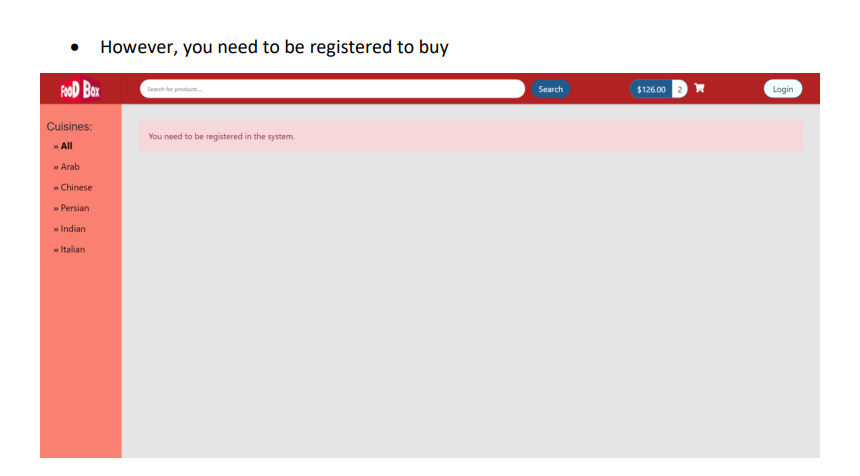 • However, you need to be registered to buy
FooD Box
Search for products ...
Search
$126.00 2
Login
Cuisines:
» All
You need to be registered in the system.
» Arab
» Chinese
» Persian
» Indian
» Italian